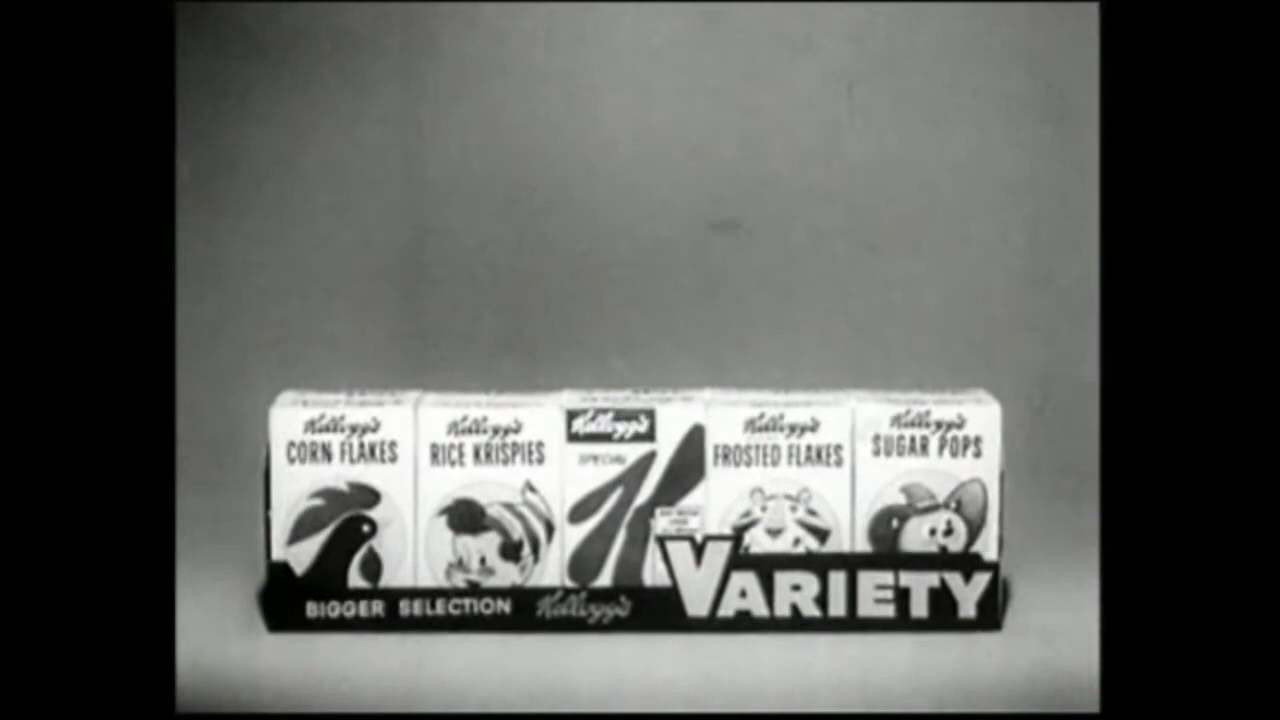 Kellogg's
CORN FLAKES
Kellogg's
RICE KRISPIES
Kellogg's
SPECIAL
K
Kellogg's
FROSTED FLAKES
Kellogg's
SUGAR POPS
BIGGER SELECTION Kellogg's VARIETY